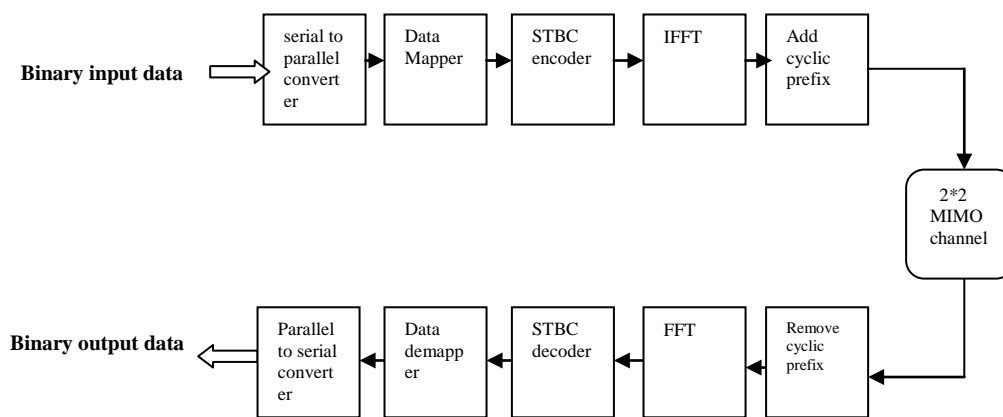 Binary input data
serial to
parallel
convert
er
Data
Mapper
STBC
encoder
IFFT
Add
cyclic
prefix
2*2
MIMO
channel
Binary output data
Parallel
to serial
convert
er
Data
demapp
er
STBC
decoder
FFT
Remove
cyclic
prefix